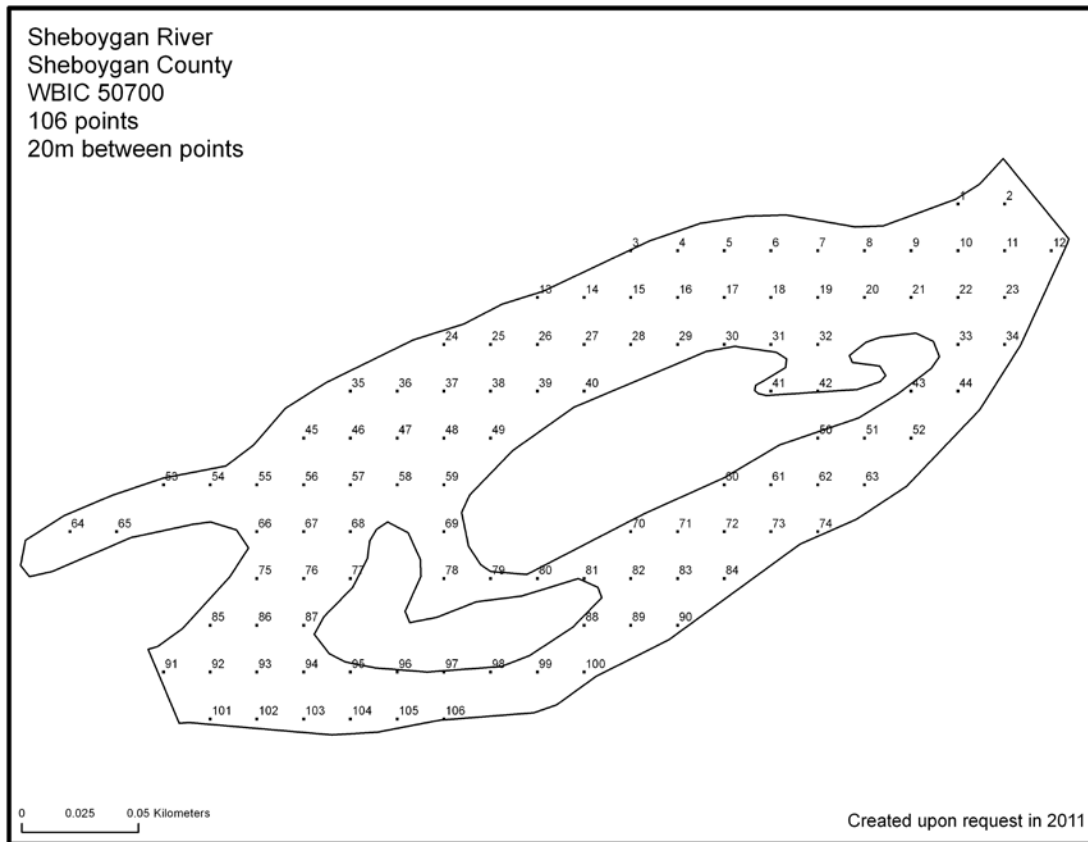 Sheboygan River
Sheboygan County
WBIC 50700
106 points
20m between points
1 2
3 4 5 6 7 8 9 10 11 12
13 14 15 16 17 18 19 20 21 22 23
24 25 26 27 28 29 30 31 32 33 34
35 36 37 38 39 40 41 42 43 44
45 46 47 48 49 50 51 52
53 54 55 56 57 58 59 60 61 62 63
64 65 66 67 68 69 70 71 72 73 74
75 76 77 78 79 80 81 82 83 84
85 86 87 88 89 90
91 92 93 94 95 96 97 98 99 100
101 102 103 104 105 106
0 0.025 0.05 Kilometers
Created upon request in 2011